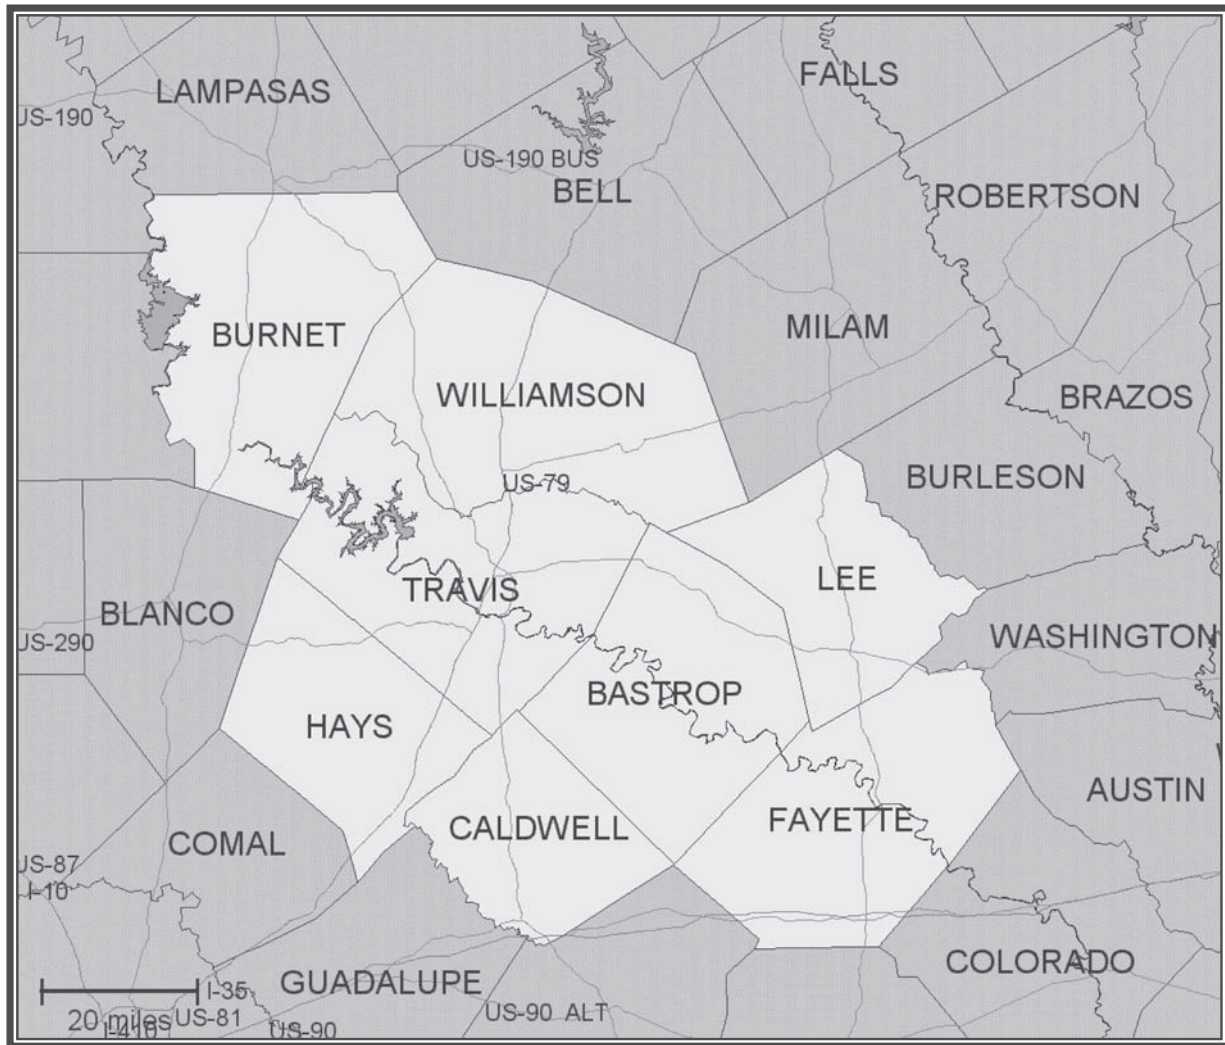 FALLS
LAMPASAS
US-190
US-190 BUS
BELL
ROBERTSON
BURNET
MILAM
WILLIAMSON
BRAZOS
BURLESON
US-79
LEE
TRAVIS
BLANCO
US-290
WASHINGTON
BASTROP
HAYS
AUSTIN
FAYETTE
CALDWELL
COMAL
US-87
I-10
COLORADO
GUADALUPE
I-35
US-90 ALT
20 miles
US-81
I-410
US-90